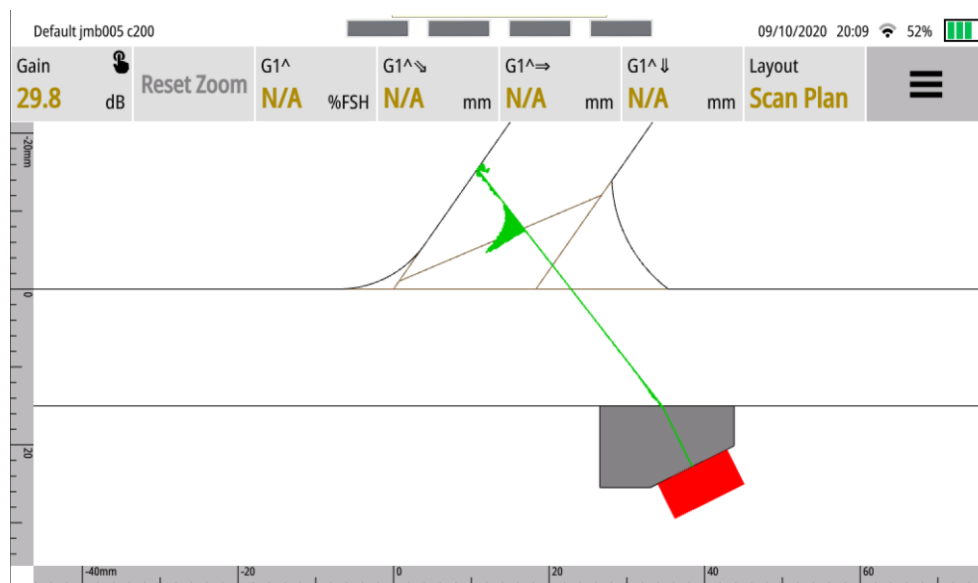 Default jmb005 c200
09/10/2020 20:09 52%
Gain
29.8 dB
Reset Zoom
G1^
N/A %FSH
G1^⇘
N/A mm
G1^⇒
N/A mm
G1^⇓
N/A mm
Layout
Scan Plan
-20mm
0
20
-40mm -20 0 20 40 60